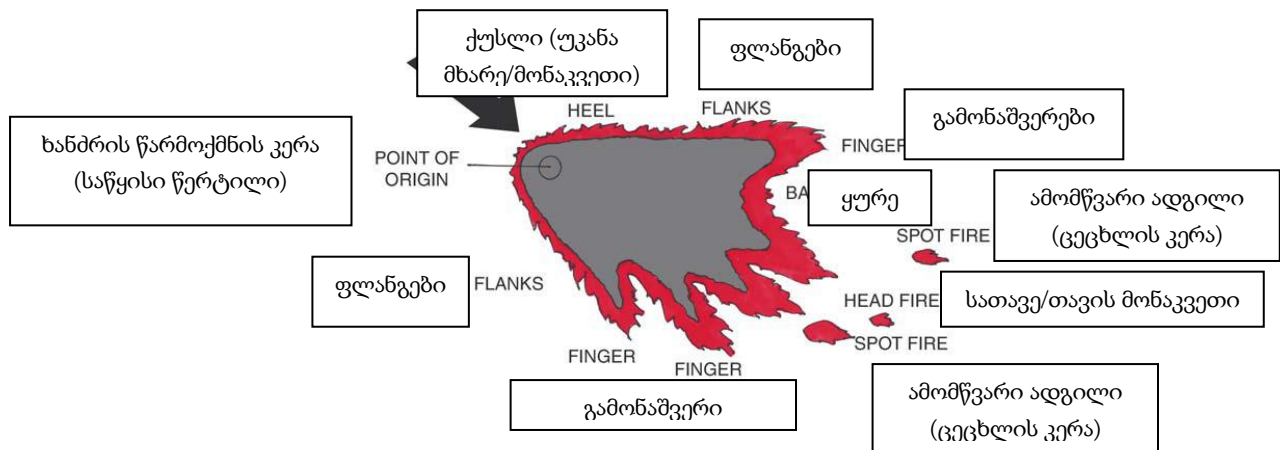 ქუსლი (უკანა
მხარე/მონაკვეთი)
ფლანგები
HEEL
FLANKS
გამონაშვერები
ხანძრის წარმოქმნის კერა
(საწყისი წერტილი)
POINT OF
ORIGIN
FINGER
BA
ყურე
ამომწვარი ადგილი
(ცეცხლის კერა)
SPOT FIRE
ფლანგები
FLANKS
HEAD FIRE
სათავე/თავის მონაკვეთი
SPOT FIRE
FINGER
FINGER
გამონაშვერი
ამომწვარი ადგილი
(ცეცხლის კერა)